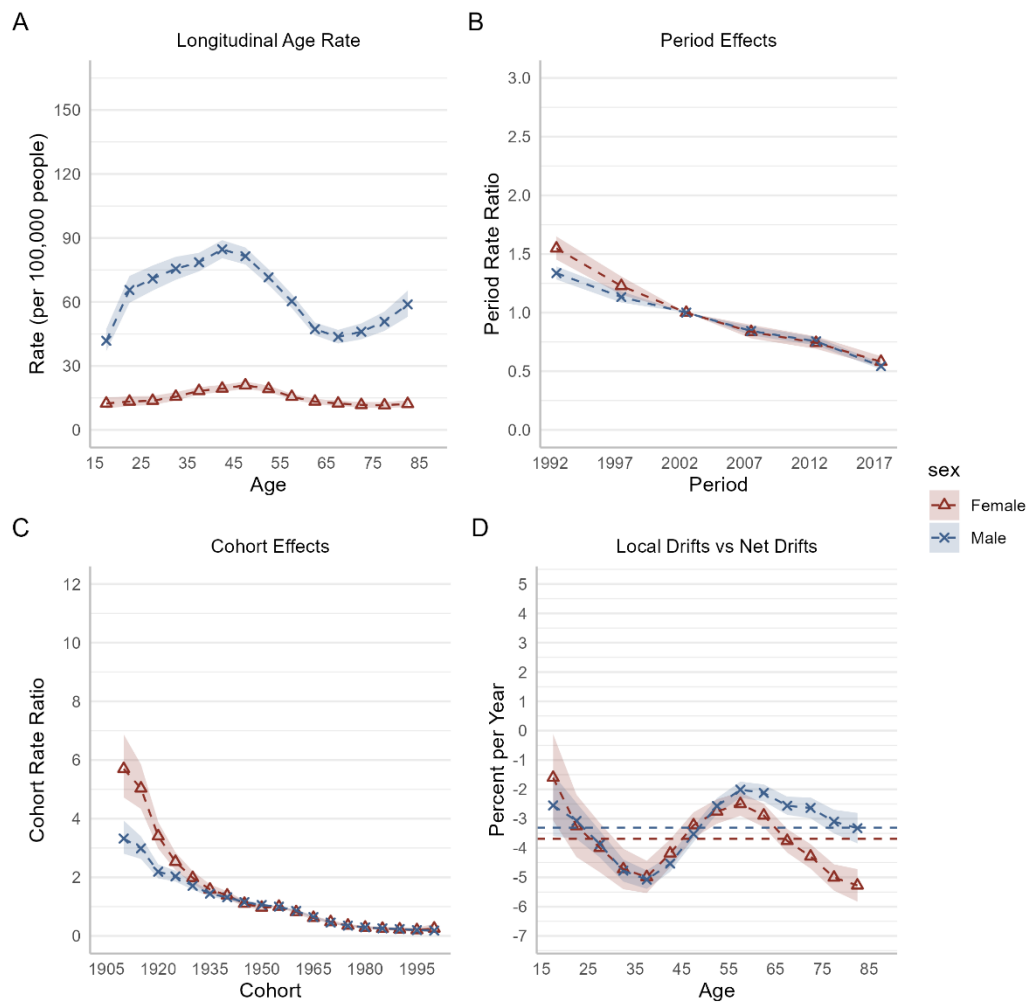 A
Longitudinal Age Rate
Rate (per 100,000 people)
150
120
90
60
30
0
15 25 35 45 55 65 75 85
Age
B
Period Effects
Period Rate Ratio
3.0
2.5
2.0
1.5
1.0
0.5
0.0
1992 1997 2002 2007 2012 2017
Period
sex
Female
Male
C
Cohort Effects
Cohort Rate Ratio
12
10
8
6
4
2
0
1905 1920 1935 1950 1965 1980 1995
Cohort
D
Local Drifts vs Net Drifts
Percent per Year
5
4
3
2
1
0
-1
-2
-3
-4
-5
-6
-7
15 25 35 45 55 65 75 85
Age